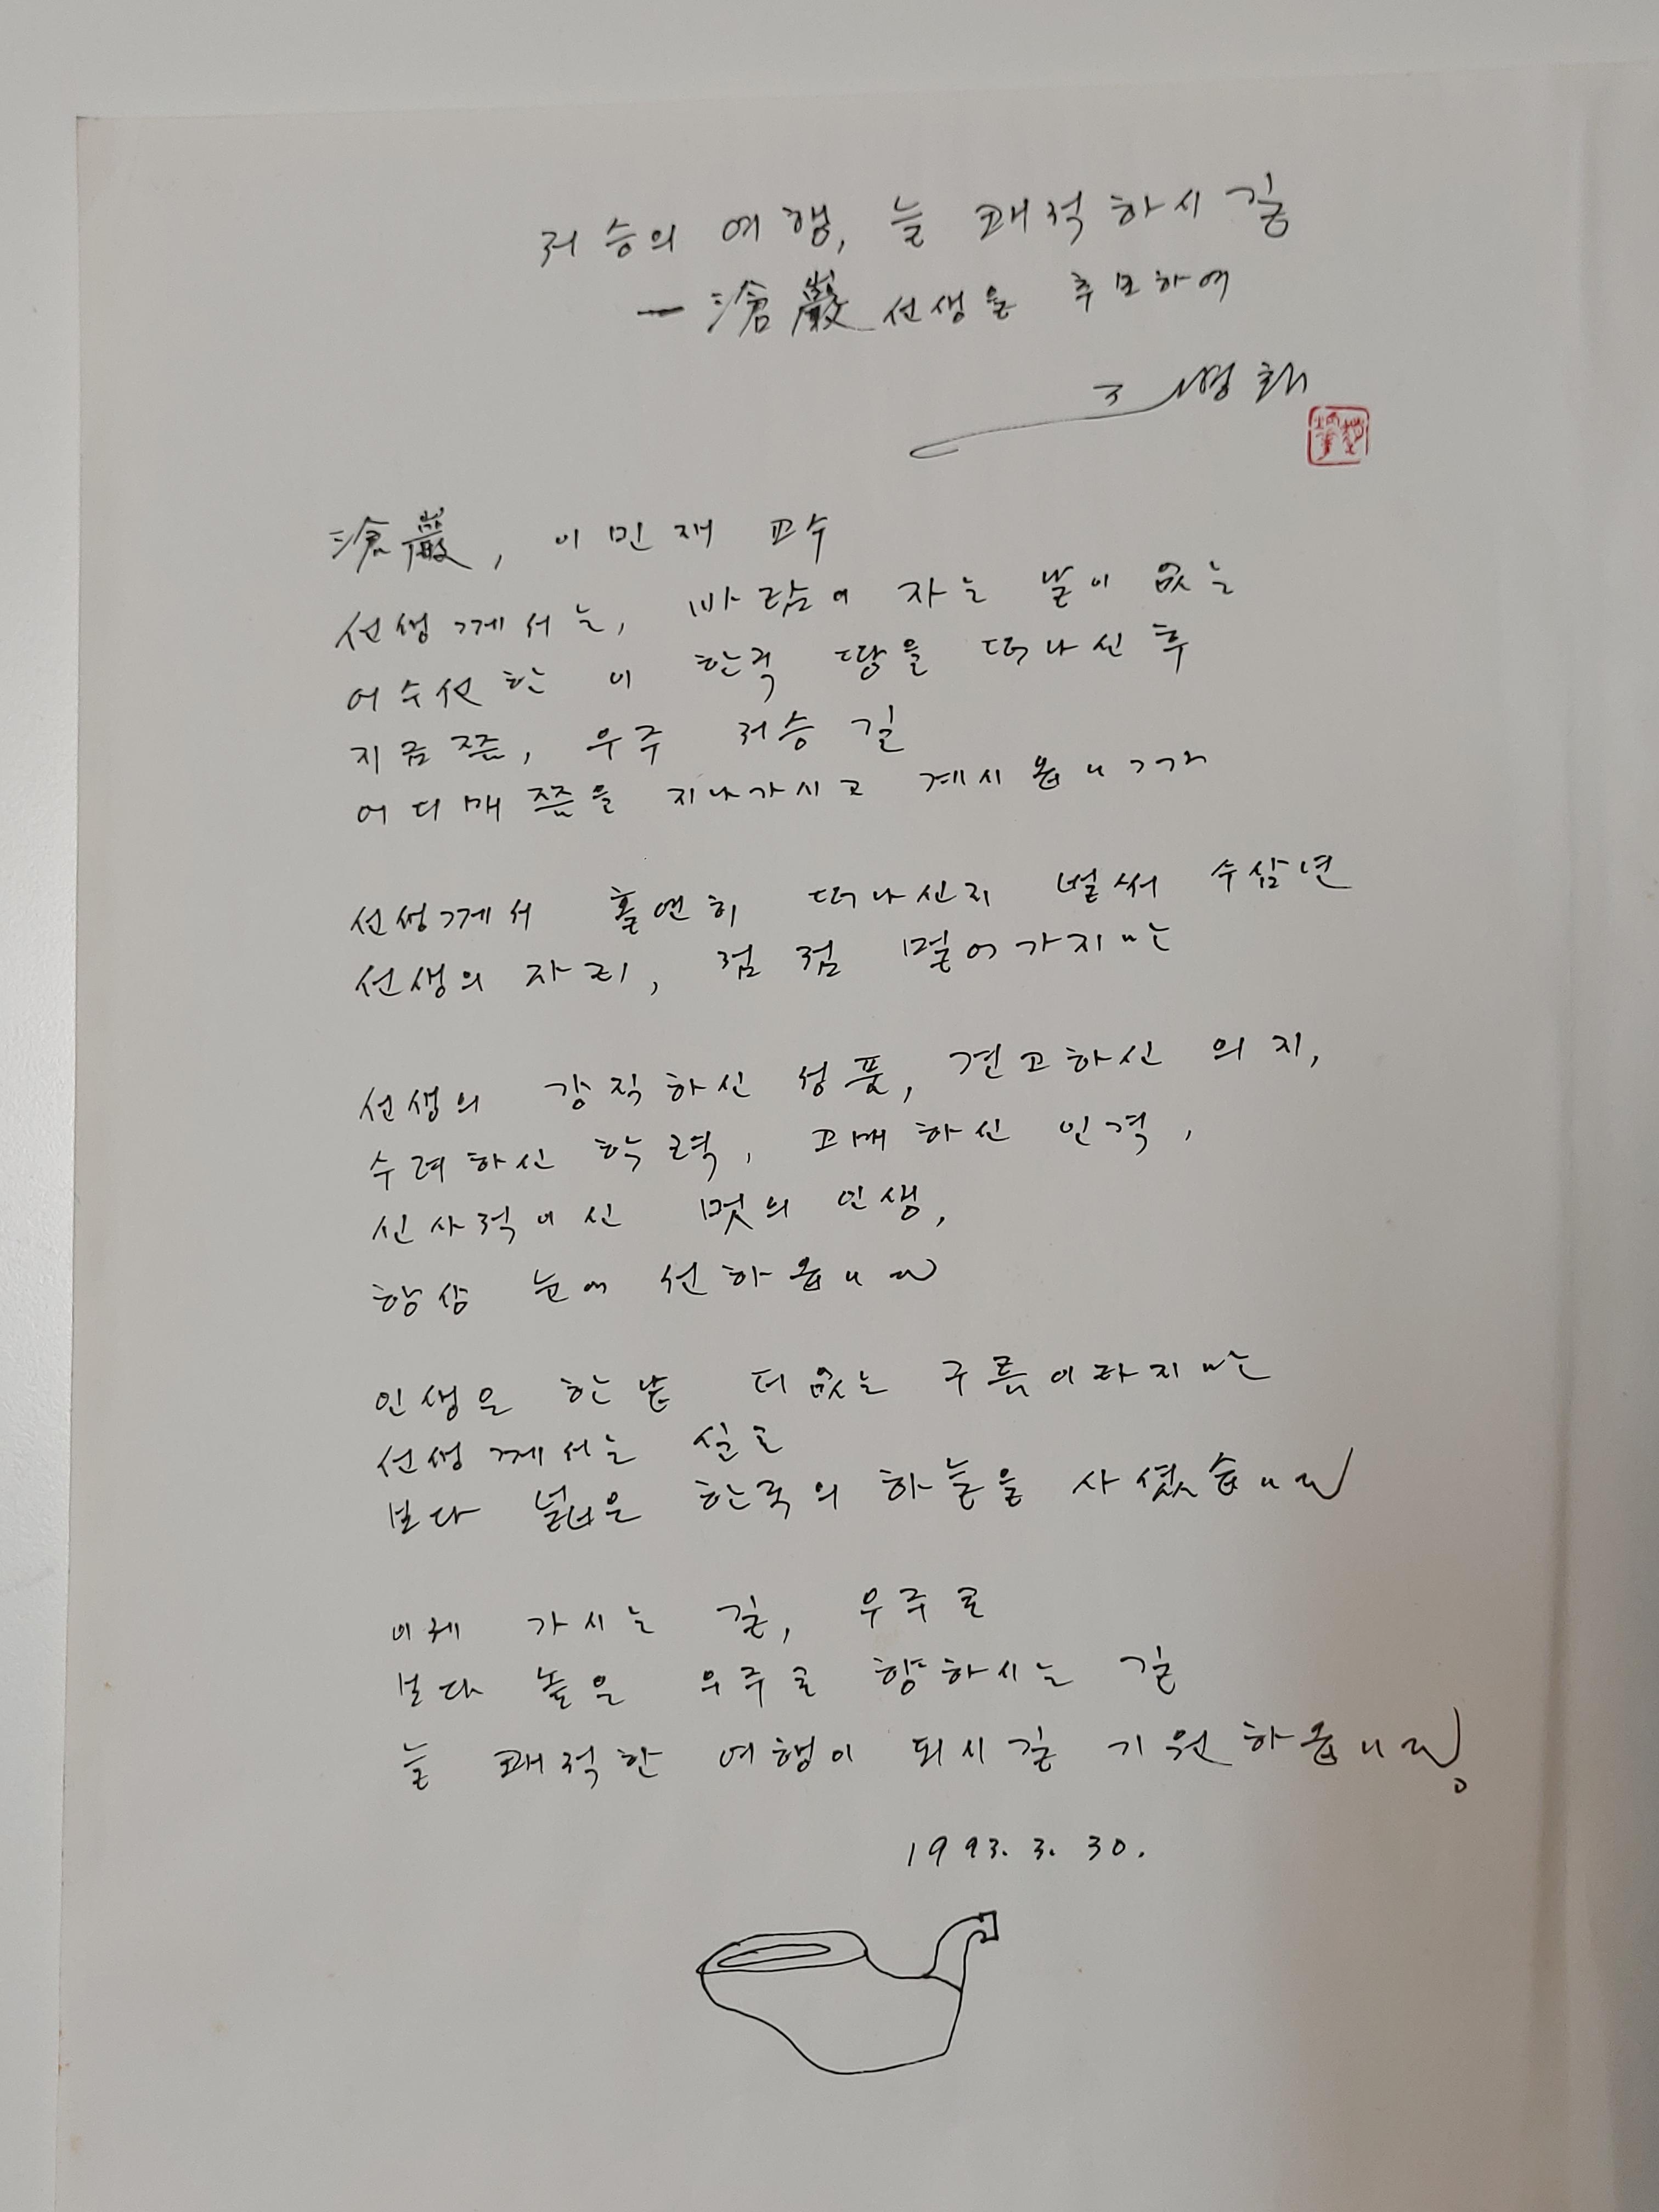 저승의 여행, 늘 쾌적하시길
- 滄巖 선생을 추모하여
조병화
滄巖, 이민재 교수
선생께서는, 바람이 자는 날이 없는
어수선한 이 한국 땅을 떠나신 후
지금쯤, 우주 저승길
어디메쯤을 지나가시고 계시옵니까
선생께서 홀연히 떠나신지 벌써 수삼년
선생의 자리, 점점 멀어가지만
선생의 강직하신 성품, 견고하신 의지,
수려하신 학력, 고매하신 인격,
신사적이신 멋의 인생,
항상 눈에 선하옵니다
인생은 한낱 더없는 구름이라지만
선생께서는 실로
보다 넓은 한국의 하늘을 사셨습니다
이제 가시는 길, 우주로
보다 높은 우주로 향하시는 길
늘 쾌적한 여행이 되시길 기원하옵니다.
1993. 3. 30.